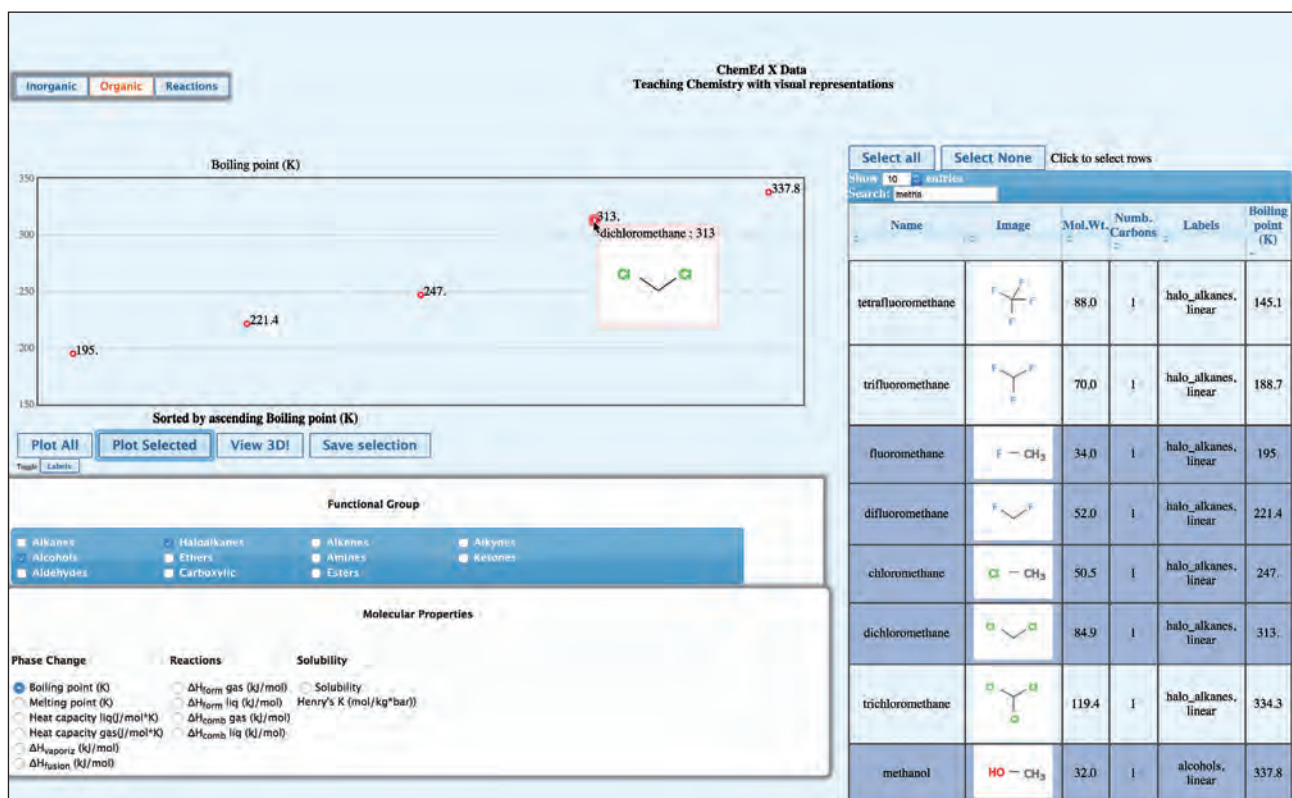 ChemEd X Data
Teaching Chemistry with visual representations
Inorganic Organic Reactions
Boiling point (K)
350
300
250
200
150
195.
221.4
247.
313.
337.8
dichloromethane : 313
Cl Cl
Sorted by ascending Boiling point (K)
Plot All Plot Selected View 3D! Save selection
Toggle Labels
Functional Group
Alkanes Haloalkanes Alkenes Alkynes
Alcohols Ethers Amines Ketones
Aldehydes Carboxylic Esters
Molecular Properties
Phase Change Reactions Solubility
Boiling point (K) ΔHform gas (kJ/mol) Solubility
Melting point (K) ΔHform liq (kJ/mol) Henry's K (mol/kg*bar))
Heat capacity liq(J/mol*K) ΔHcomb gas (kJ/mol)
Heat capacity gas(J/mol*K) ΔHcomb liq (kJ/mol)
ΔHvaporiz (kJ/mol)
ΔHfusion (kJ/mol)
Select all Select None Click to select rows
Show 10 entries
Search:
Name Image Mol.Wt. Numb. Carbons Labels Boiling point (K)
tetrafluoromethane F F F F 88.0 1 halo_alkanes, linear 145.1
trifluoromethane F F F 70.0 1 halo_alkanes, linear 188.7
fluoromethane F — CH3 34.0 1 halo_alkanes, linear 195.
difluoromethane F F 52.0 1 halo_alkanes, linear 221.4
chloromethane Cl — CH3 50.5 1 halo_alkanes, linear 247.
dichloromethane Cl Cl 84.9 1 halo_alkanes, linear 313.
trichloromethane Cl Cl Cl 119.4 1 halo_alkanes, linear 334.3
methanol HO — CH3 32.0 1 alcohols, linear 337.8